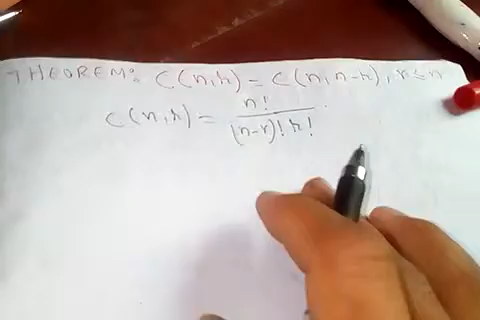 THEOREM: C(n,r) = C(n,n-r), r ≤ n
C(n,r) = n! / (n-r)! r!